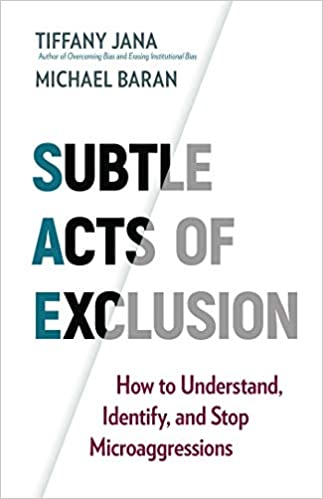 TIFFANY JANA
Author of Overcoming Bias and Erasing Institutional Bias
MICHAEL BARAN
SUBTLE
ACTS OF
EXCLUSION
How to Understand,
Identify, and Stop
Microaggressions